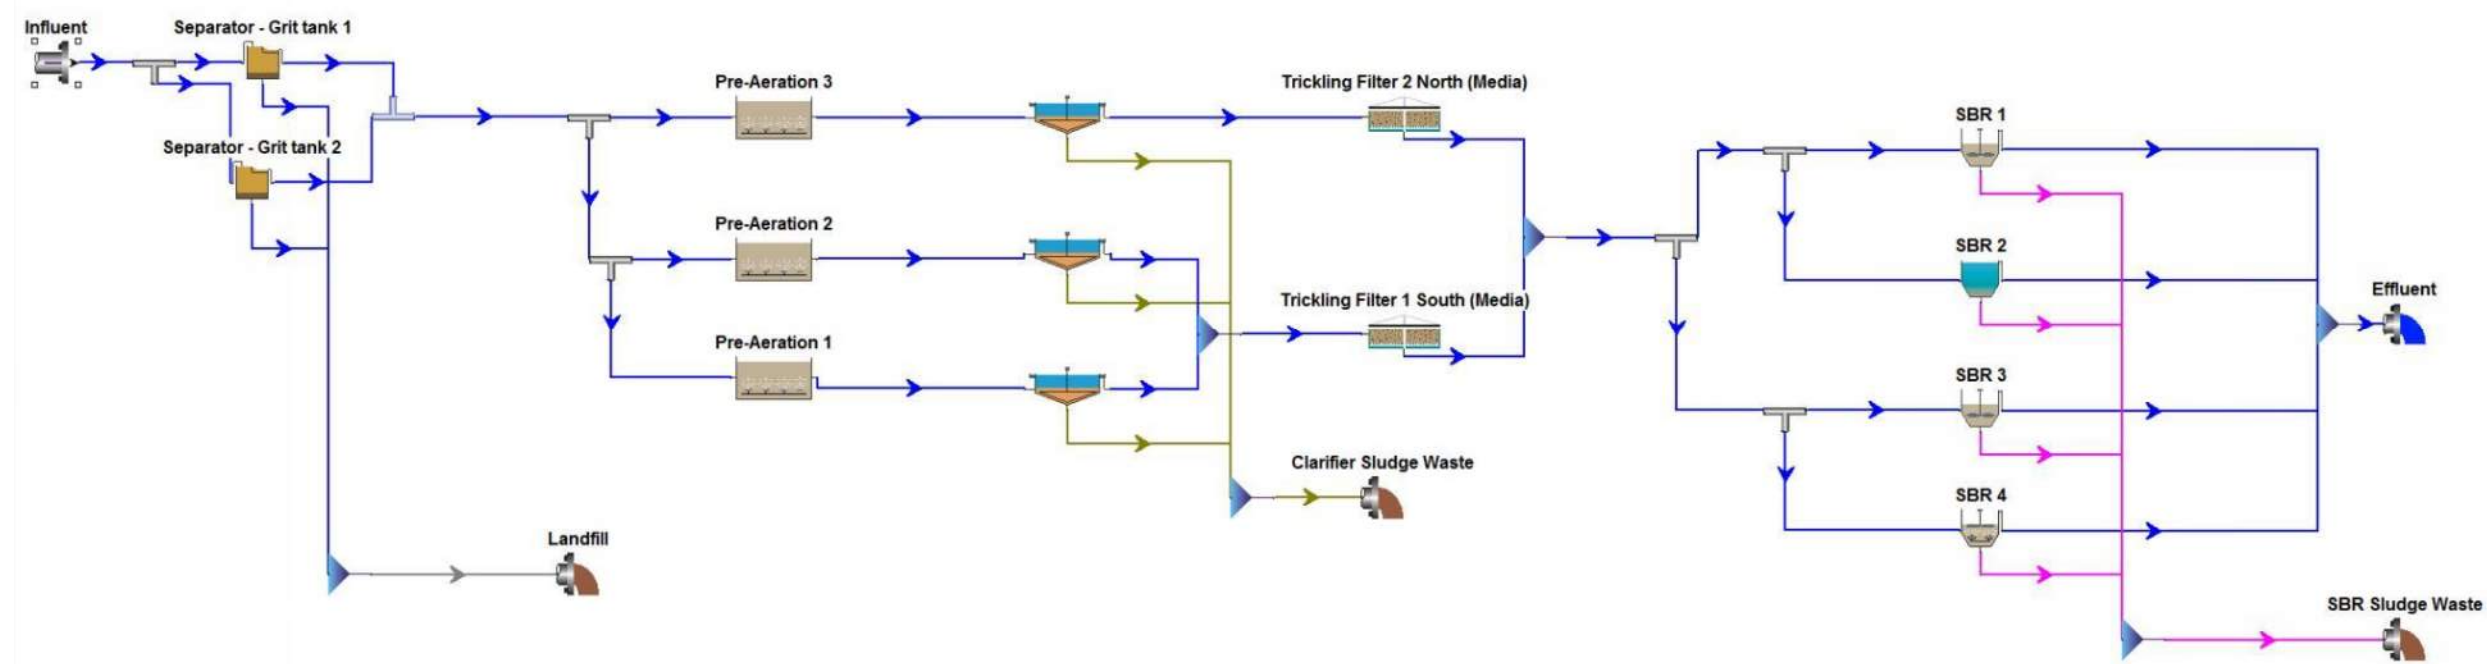 Influent
Separator - Grit tank 1
Separator - Grit tank 2
Pre-Aeration 3
Pre-Aeration 2
Pre-Aeration 1
Trickling Filter 2 North (Media)
Trickling Filter 1 South (Media)
Clarifier Sludge Waste
Landfill
SBR 1
SBR 2
SBR 3
SBR 4
Effluent
SBR Sludge Waste